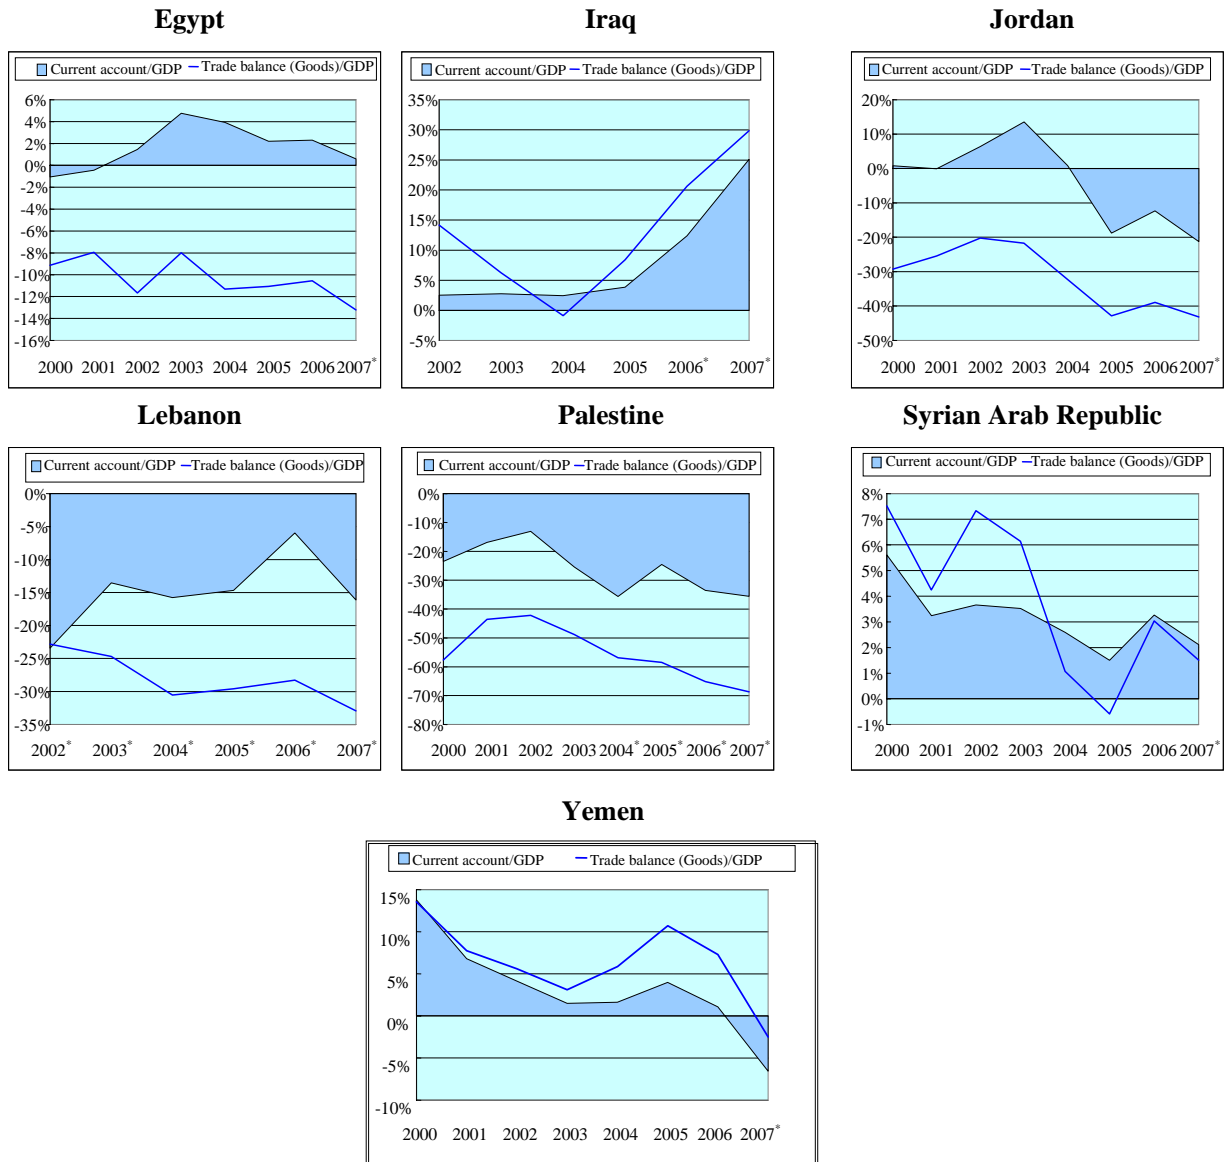 Egypt
Current account/GDP Trade balance (Goods)/GDP
6%
4%
2%
0%
-2%
-4%
-6%
-8%
-10%
-12%
-14%
-16%
2000 2001 2002 2003 2004 2005 2006 2007*
Iraq
Current account/GDP Trade balance (Goods)/GDP
35%
30%
25%
20%
15%
10%
5%
0%
-5%
2002 2003 2004 2005 2006* 2007*
Jordan
Current account/GDP Trade balance (Goods)/GDP
20%
10%
0%
-10%
-20%
-30%
-40%
-50%
2000 2001 2002 2003 2004 2005 2006 2007*
Lebanon
Current account/GDP Trade balance (Goods)/GDP
0%
-5%
-10%
-15%
-20%
-25%
-30%
-35%
2002* 2003* 2004* 2005* 2006* 2007*
Palestine
Current account/GDP Trade balance (Goods)/GDP
0%
-10%
-20%
-30%
-40%
-50%
-60%
-70%
-80%
2000 2001 2002 2003 2004* 2005* 2006* 2007*
Syrian Arab Republic
Current account/GDP Trade balance (Goods)/GDP
8%
7%
6%
5%
4%
3%
2%
1%
0%
-1%
2000 2001 2002 2003 2004 2005 2006 2007*
Yemen
Current account/GDP Trade balance (Goods)/GDP
15%
10%
5%
0%
-5%
-10%
2000 2001 2002 2003 2004 2005 2006 2007*